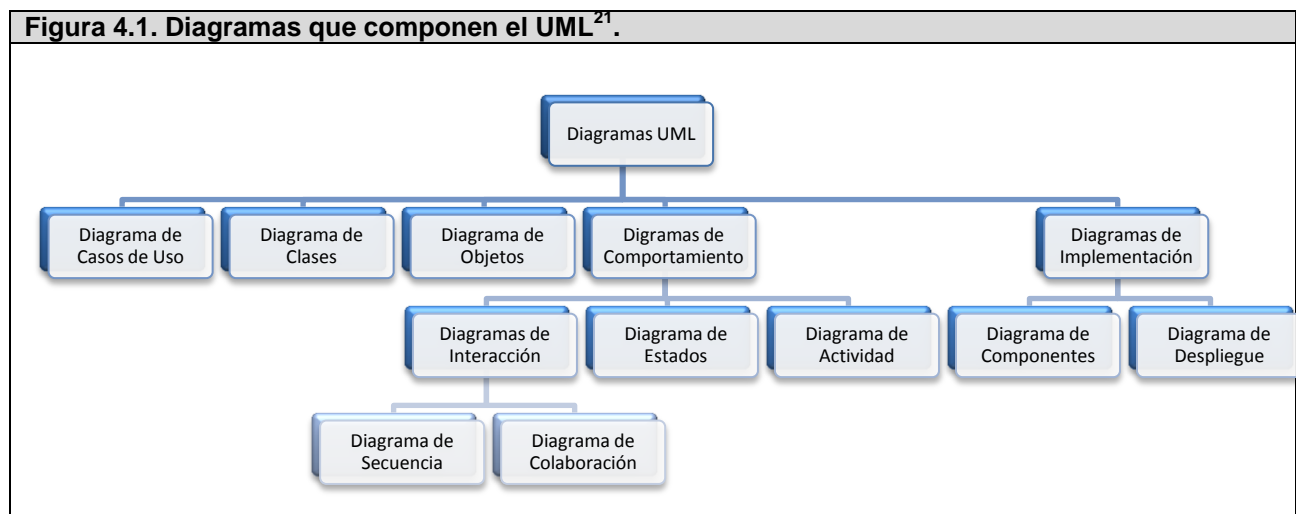 Figura 4.1. Diagramas que componen el UML21.
Diagramas UML
Diagrama de
Casos de Uso
Diagrama de
Clases
Diagrama de
Objetos
Digramas de
Comportamiento
Diagramas de
Implementación
Diagramas de
Interacción
Diagrama de
Estados
Diagrama de
Actividad
Diagrama de
Componentes
Diagrama de
Despliegue
Diagrama de
Secuencia
Diagrama de
Colaboración